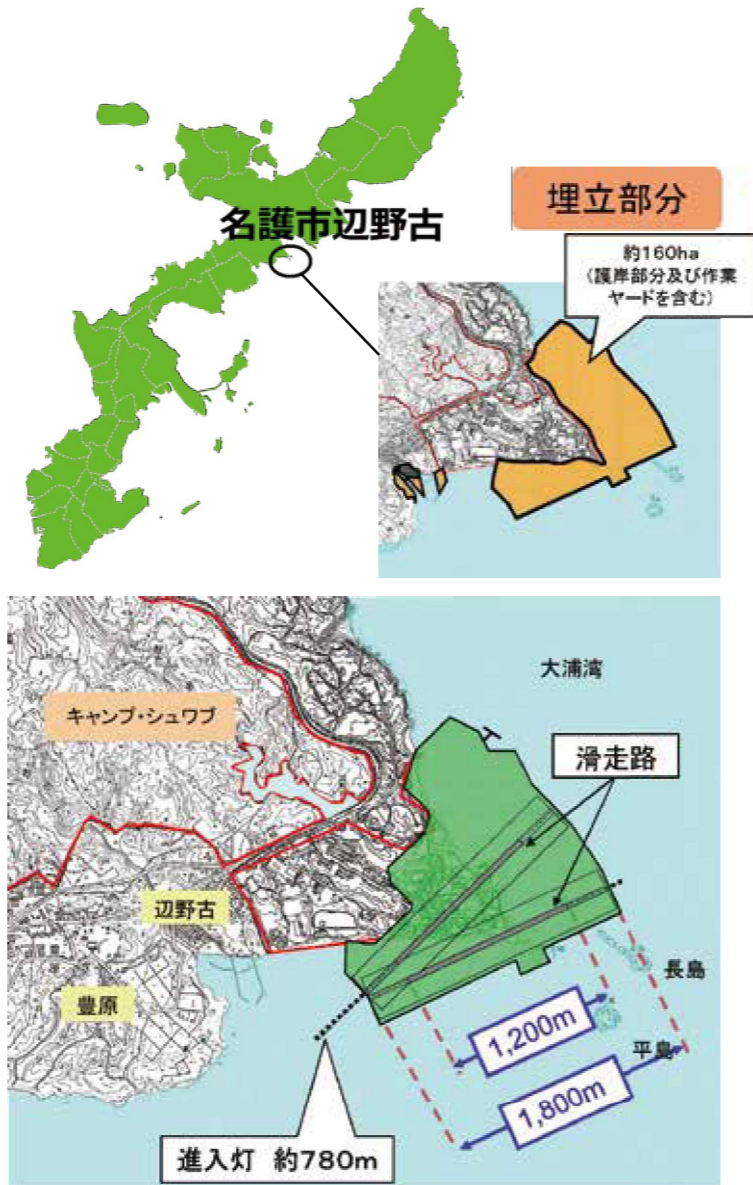 名護市辺野古
埋立部分
約160ha
(護岸部分及び作業
ヤードを含む)
大浦湾
キャンプ・シュワブ
滑走路
辺野古
豊原
長島
平島
1,200m
1,800m
進入灯 約780m